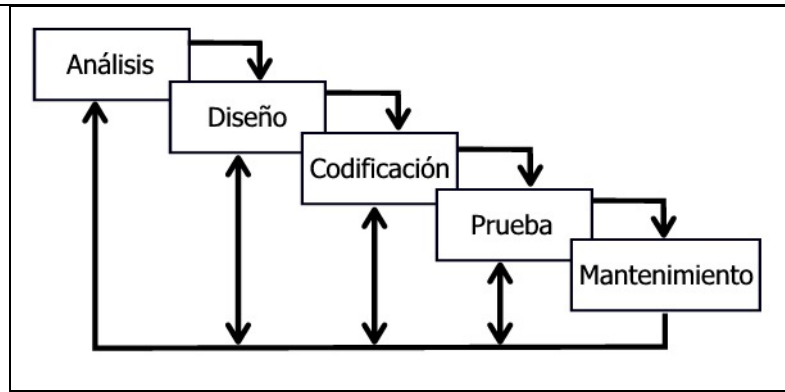 Análisis
Diseño
Codificación
Prueba
Mantenimiento